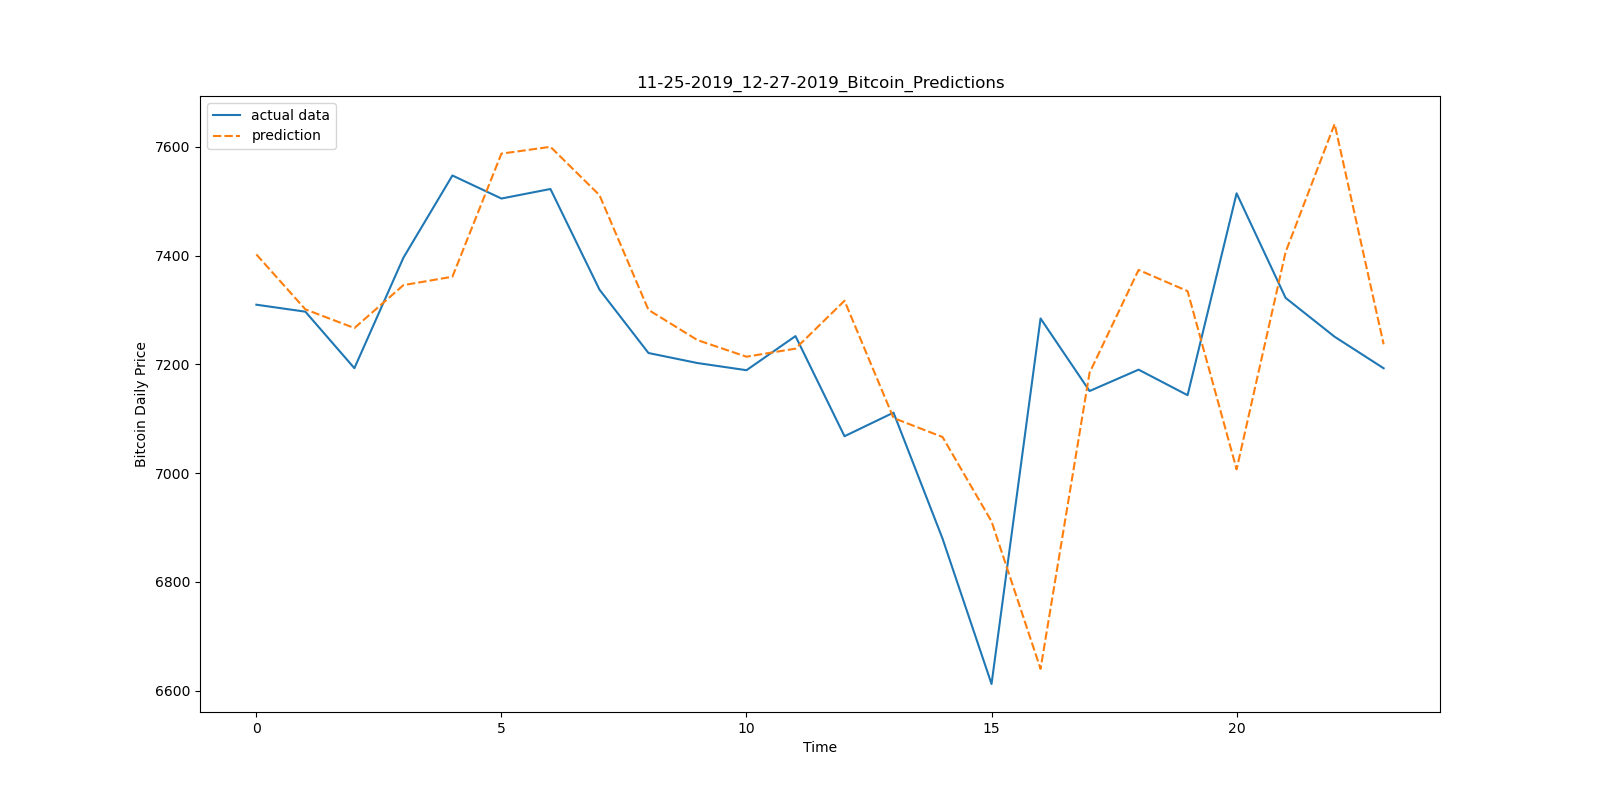 11-25-2019_12-27-2019_Bitcoin_Predictions
actual data
prediction
7600
7400
7200
7000
6800
6600
Bitcoin Daily Price
0 5 10 15 20
Time